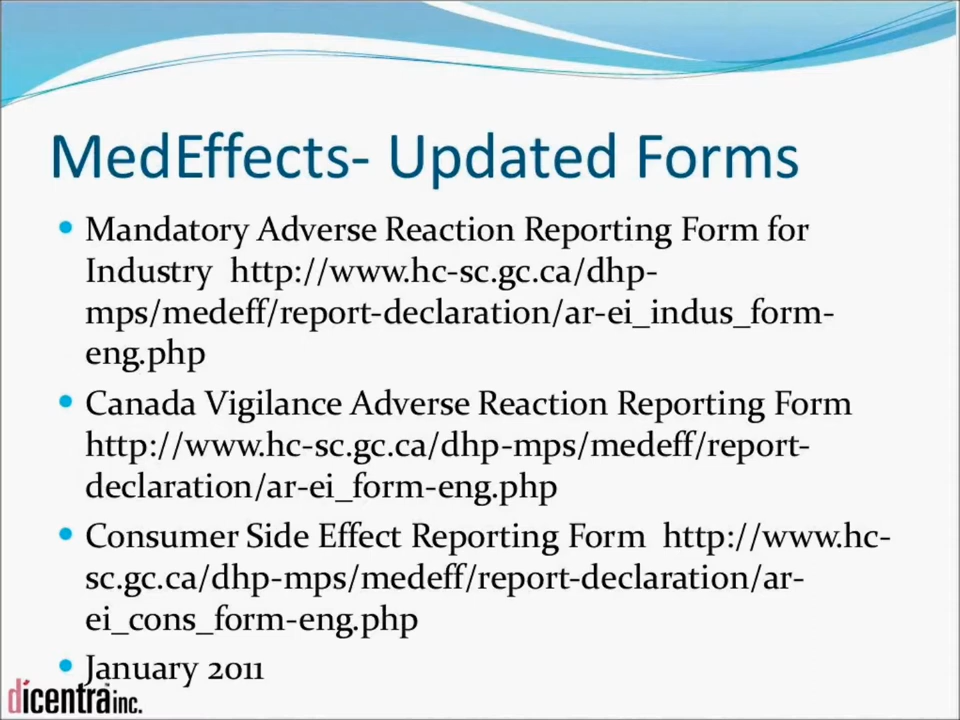 MedEffects- Updated Forms
• Mandatory Adverse Reaction Reporting Form for
Industry  http://www.hc-sc.gc.ca/dhp-
mps/medeff/report-declaration/ar-ei_indus_form-
eng.php
• Canada Vigilance Adverse Reaction Reporting Form
http://www.hc-sc.gc.ca/dhp-mps/medeff/report-
declaration/ar-ei_form-eng.php
• Consumer Side Effect Reporting Form  http://www.hc-
sc.gc.ca/dhp-mps/medeff/report-declaration/ar-
ei_cons_form-eng.php
• January 2011
dicentra inc.